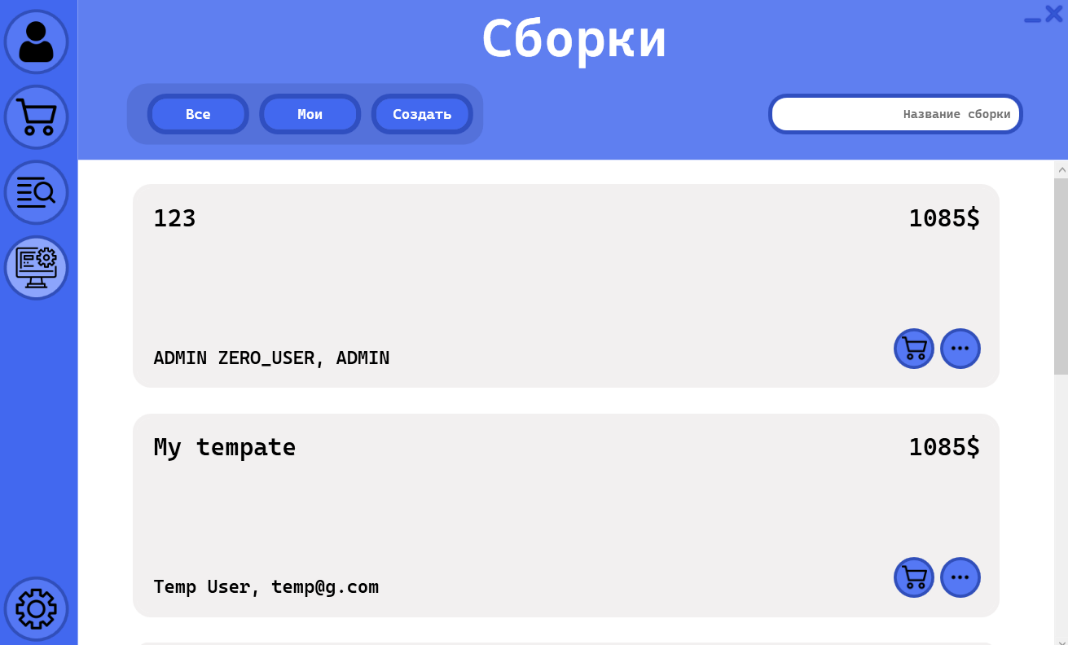 Сборки
Все Мои Создать Название сборки
123 1085$
ADMIN ZERO_USER, ADMIN
My tempate 1085$
Temp User, temp@g.com